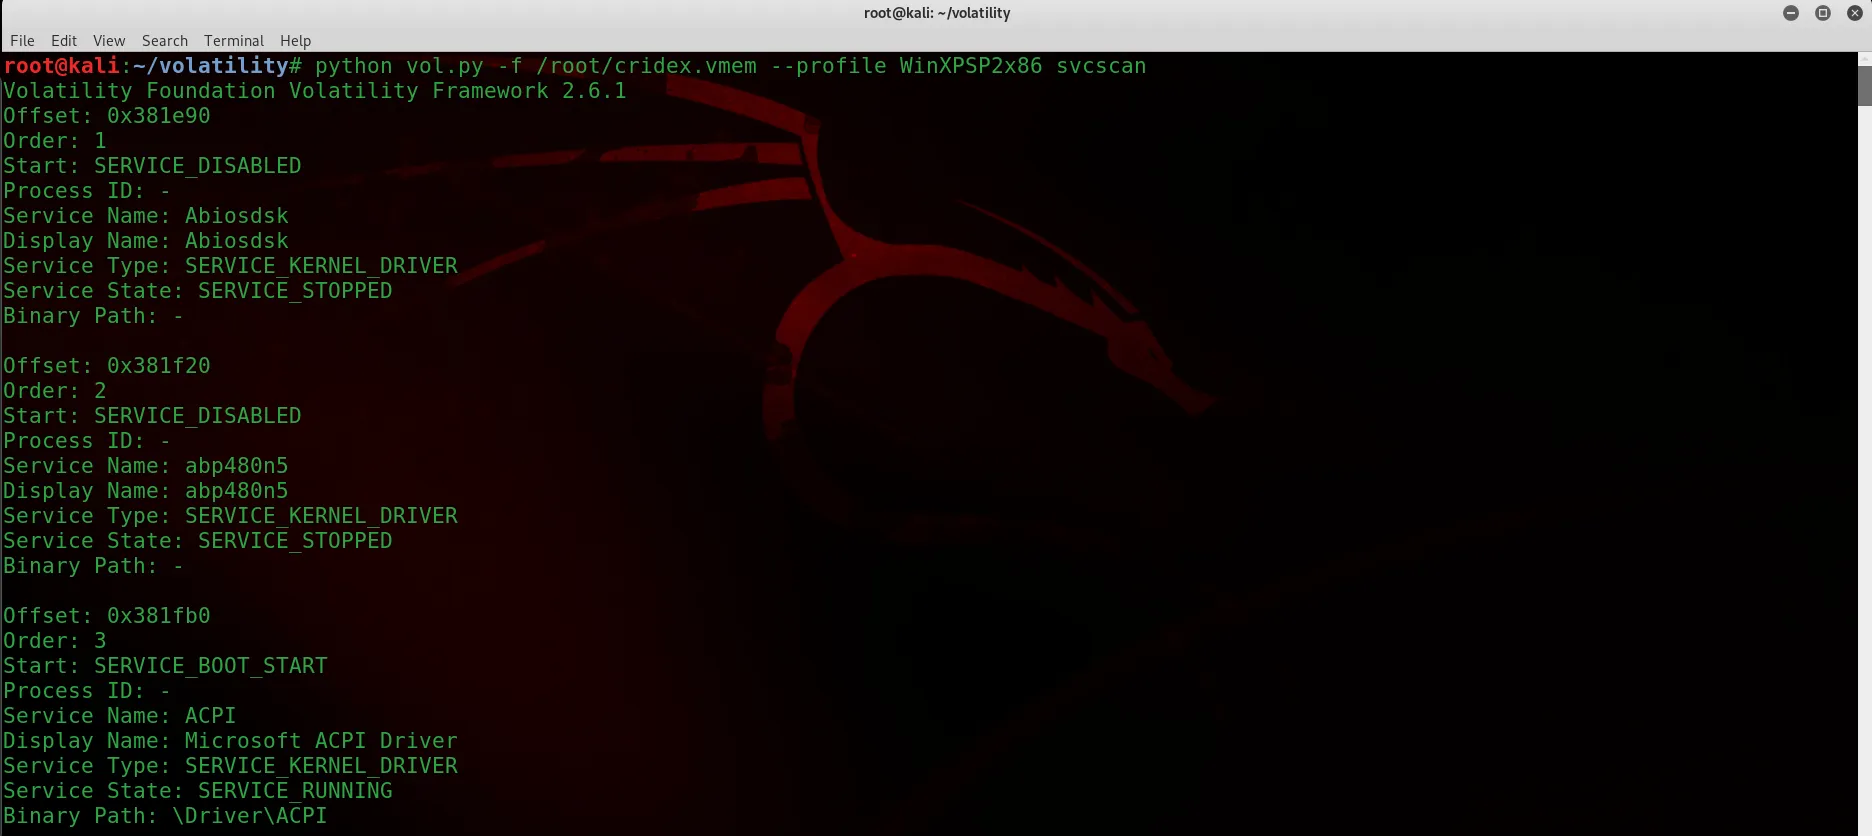 root@kali: ~/volatility
File Edit View Search Terminal Help
root@kali:~/volatility# python vol.py -f /root/cridex.vmem --profile WinXPSP2x86 svcscan
Volatility Foundation Volatility Framework 2.6.1
Offset: 0x381e90
Order: 1
Start: SERVICE_DISABLED
Process ID: -
Service Name: Abiosdsk
Display Name: Abiosdsk
Service Type: SERVICE_KERNEL_DRIVER
Service State: SERVICE_STOPPED
Binary Path: -
Offset: 0x381f20
Order: 2
Start: SERVICE_DISABLED
Process ID: -
Service Name: abp480n5
Display Name: abp480n5
Service Type: SERVICE_KERNEL_DRIVER
Service State: SERVICE_STOPPED
Binary Path: -
Offset: 0x381fb0
Order: 3
Start: SERVICE_BOOT_START
Process ID: -
Service Name: ACPI
Display Name: Microsoft ACPI Driver
Service Type: SERVICE_KERNEL_DRIVER
Service State: SERVICE_RUNNING
Binary Path: \Driver\ACPI